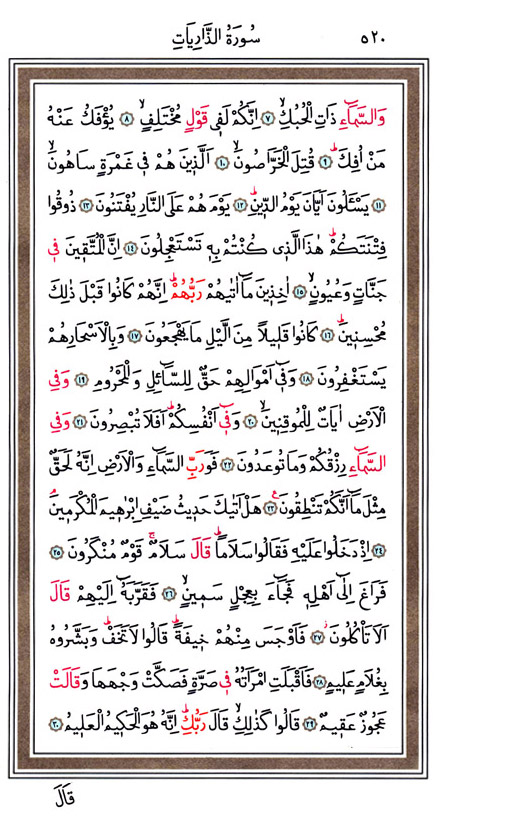 ٥٢٠ سُورَةُ الذَّارِيَاتِ
وَالسَّمَٓاءِ ذَاتِ الْحُبُكِۙ ﴿٧﴾ اِنَّكُمْ لَفٖي قَوْلٍ مُخْتَلِفٍۙ ﴿٨﴾ يُؤْفَكُ عَنْهُ
مَنْ اُفِكَۜ ﴿٩﴾ قُتِلَ الْخَرَّاصُونَۙ ﴿١٠﴾ اَلَّذٖينَ هُمْ فٖي غَمْرَةٍ سَاهُونَۙ
﴿١١﴾ يَسْـَٔلُونَ اَيَّانَ يَوْمُ الدّٖينِۜ ﴿١٢﴾ يَوْمَ هُمْ عَلَى النَّارِ يُفْتَنُونَ ﴿١٣﴾ ذُوقُوا
فِتْنَتَكُمْۜ هٰذَا الَّذٖي كُنْتُمْ بِهٖ تَسْتَعْجِلُونَ ﴿١٤﴾ اِنَّ الْمُتَّقٖينَ فٖي
جَنَّاتٍ وَعُيُونٍۙ ﴿١٥﴾ اٰخِذٖينَ مَٓا اٰتٰيهُمْ رَبُّهُمْۜ اِنَّهُمْ كَانُوا قَبْلَ ذٰلِكَ
مُحْسِنٖينَۜ ﴿١٦﴾ كَانُوا قَلٖيلاً مِنَ الَّيْلِ مَا يَهْجَعُونَ ﴿١٧﴾ وَبِالْاَسْحَارِ هُمْ
يَسْتَغْفِرُونَ ﴿١٨﴾ وَفٖٓي اَمْوَالِهِمْ حَقٌّ لِلسَّٓائِلِ وَالْمَحْرُومِ ﴿١٩﴾ وَفِي
الْاَرْضِ اٰيَاتٌ لِلْمُوقِنٖينَۙ ﴿٢٠﴾ وَفٖٓي اَنْفُسِكُمْۜ اَفَلَا تُبْصِرُونَ ﴿٢١﴾ وَفِي
السَّمَٓاءِ رِزْقُكُمْ وَمَا تُوعَدُونَ ﴿٢٢﴾ فَوَرَبِّ السَّمَٓاءِ وَالْاَرْضِ اِنَّهُ لَحَقٌّ
مِثْلَ مَٓا اَنَّكُمْ تَنْطِقُونَ۟ ﴿٢٣﴾ هَلْ اَتٰيكَ حَدٖيثُ ضَيْفِ اِبْرٰهٖيمَ الْمُكْرَمٖينَۢ
﴿٢٤﴾ اِذْ دَخَلُوا عَلَيْهِ فَقَالُوا سَلَاماًۜ قَالَ سَلَامٌۚ قَوْمٌ مُنْكَرُونَ ﴿٢٥﴾
فَرَاغَ اِلٰٓى اَهْلِهٖ فَجَٓاءَ بِعِجْلٍ سَمٖينٍۙ ﴿٢٦﴾ فَقَرَّبَهُٓ اِلَيْهِمْ قَالَ
اَلَا تَأْكُلُونَۘ ﴿٢٧﴾ فَاَوْجَسَ مِنْهُمْ خٖيفَةًۜ قَالُوا لَا تَخَفْۜ وَبَشَّرُوهُ
بِغُلَامٍ عَلٖيمٍ ﴿٢٨﴾ فَاَقْبَلَتِ امْرَاَتُهُ فٖي صَرَّةٍ فَصَكَّتْ وَجْهَهَا وَقَالَتْ
عَجُوزٌ عَقٖيمٌ ﴿٢٩﴾ قَالُوا كَذٰلِكِۙ قَالَ رَبُّكِۜ اِنَّهُ هُوَ الْحَكٖيمُ الْعَلٖيمُ ﴿٣٠﴾
قَالَ